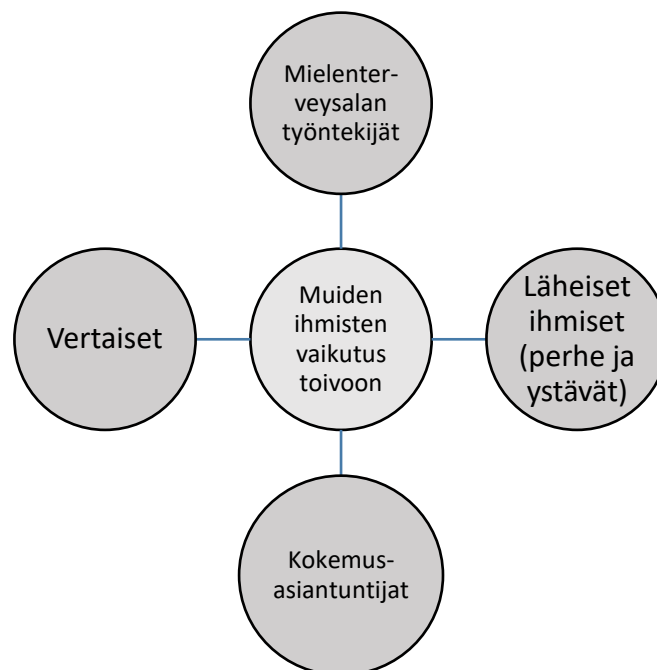 Mielenter-
veysalan
työntekijät
Vertaiset
Muiden
ihmisten
vaikutus
toivoon
Läheiset
ihmiset
(perhe ja
ystävät)
Kokemus-
asiantuntijat